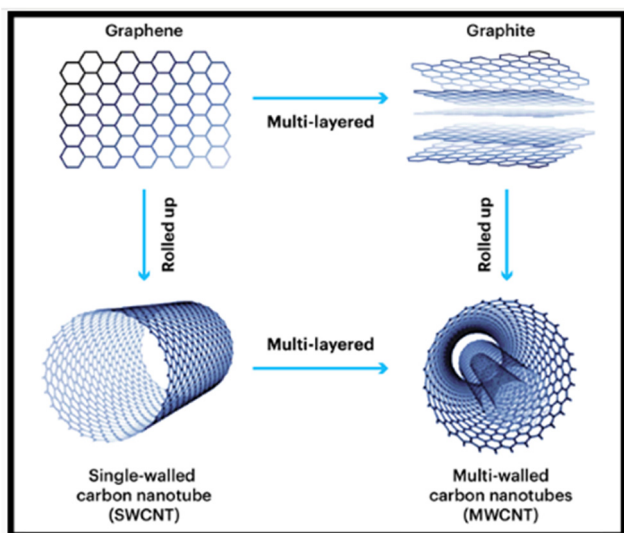 Graphene
Graphite
Multi-layered
Rolled up
Rolled up
Multi-layered
Single-walled
carbon nanotube
(SWCNT)
Multi-walled
carbon nanotubes
(MWCNT)